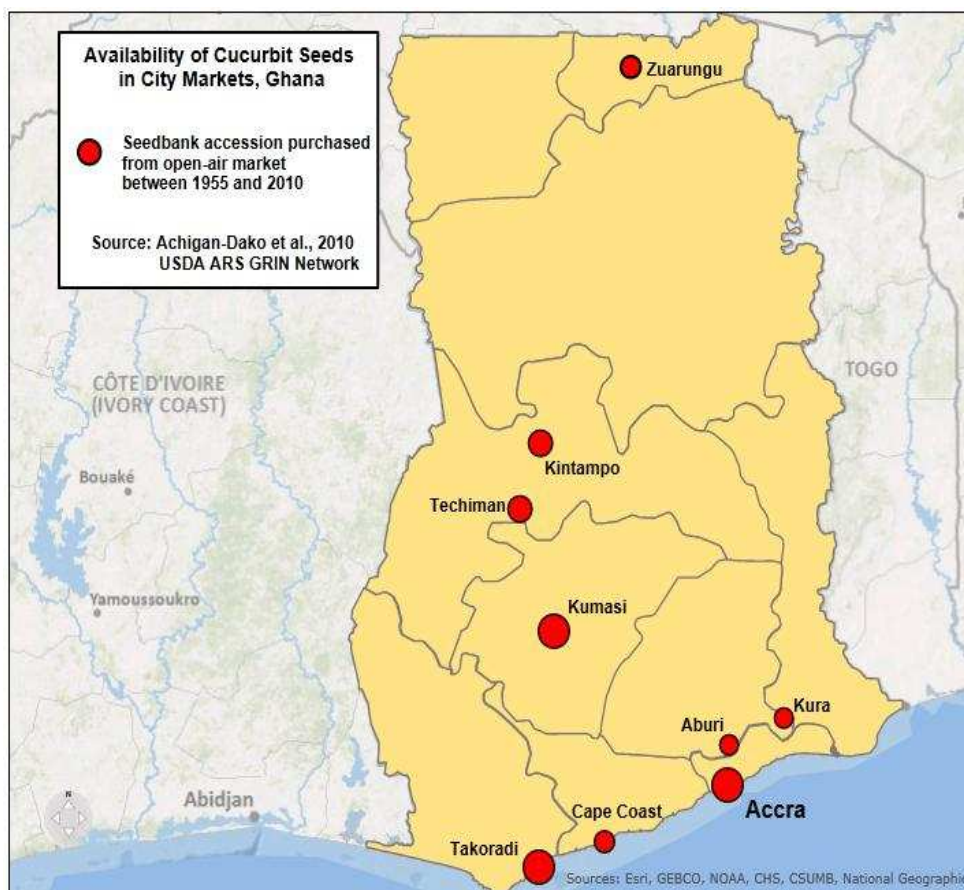 Availability of Cucurbit Seeds
in City Markets, Ghana
Seedbank accession purchased
from open-air market
between 1955 and 2010
Source: Achigan-Dako et al., 2010
USDA ARS GRIN Network
Zuarungu
CÔTE D'IVOIRE
(IVORY COAST)
TOGO
Bouaké
Kintampo
Techiman
Yamoussoukro
Kumasi
Kura
Aburi
Abidjan
N
Cape Coast
Accra
Takoradi
Sources: Esri, GEBCO, NOAA, CHS, CSUMB, National Geographic